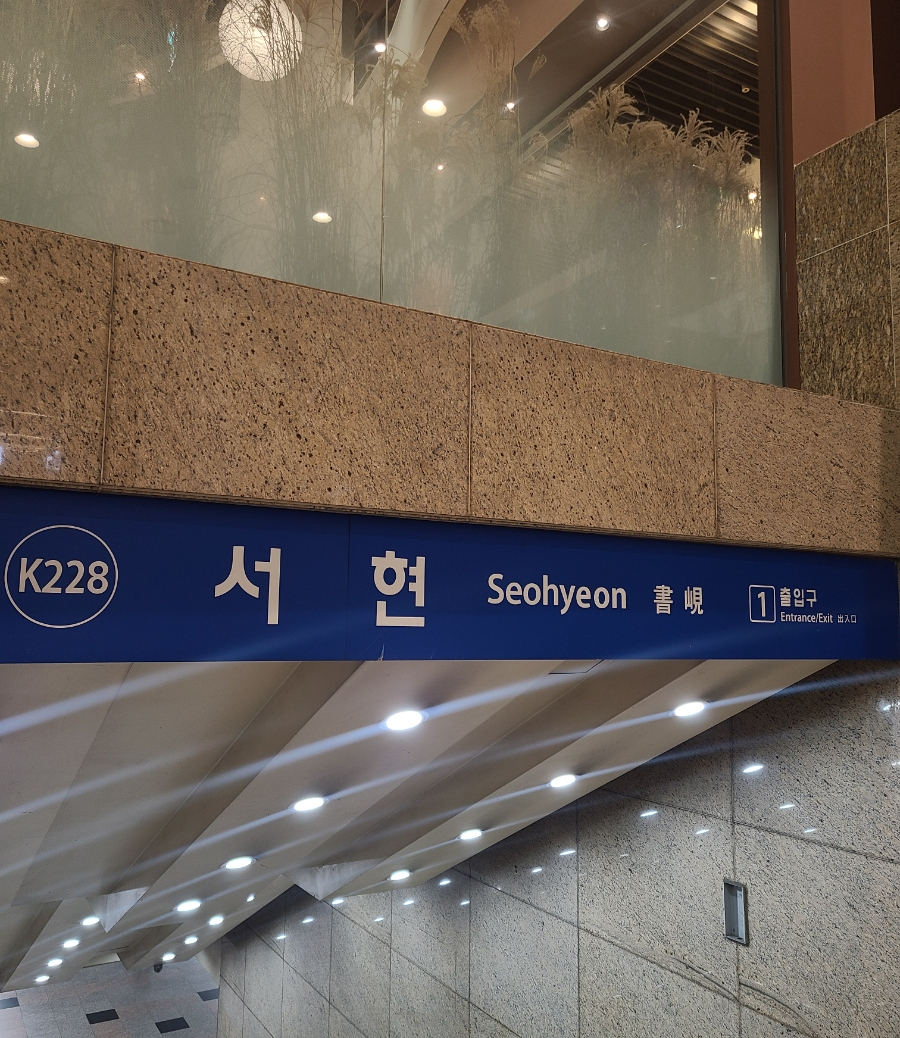 K228 서현 Seohyeon 書峴 1 출입구
Entrance/Exit 出入口